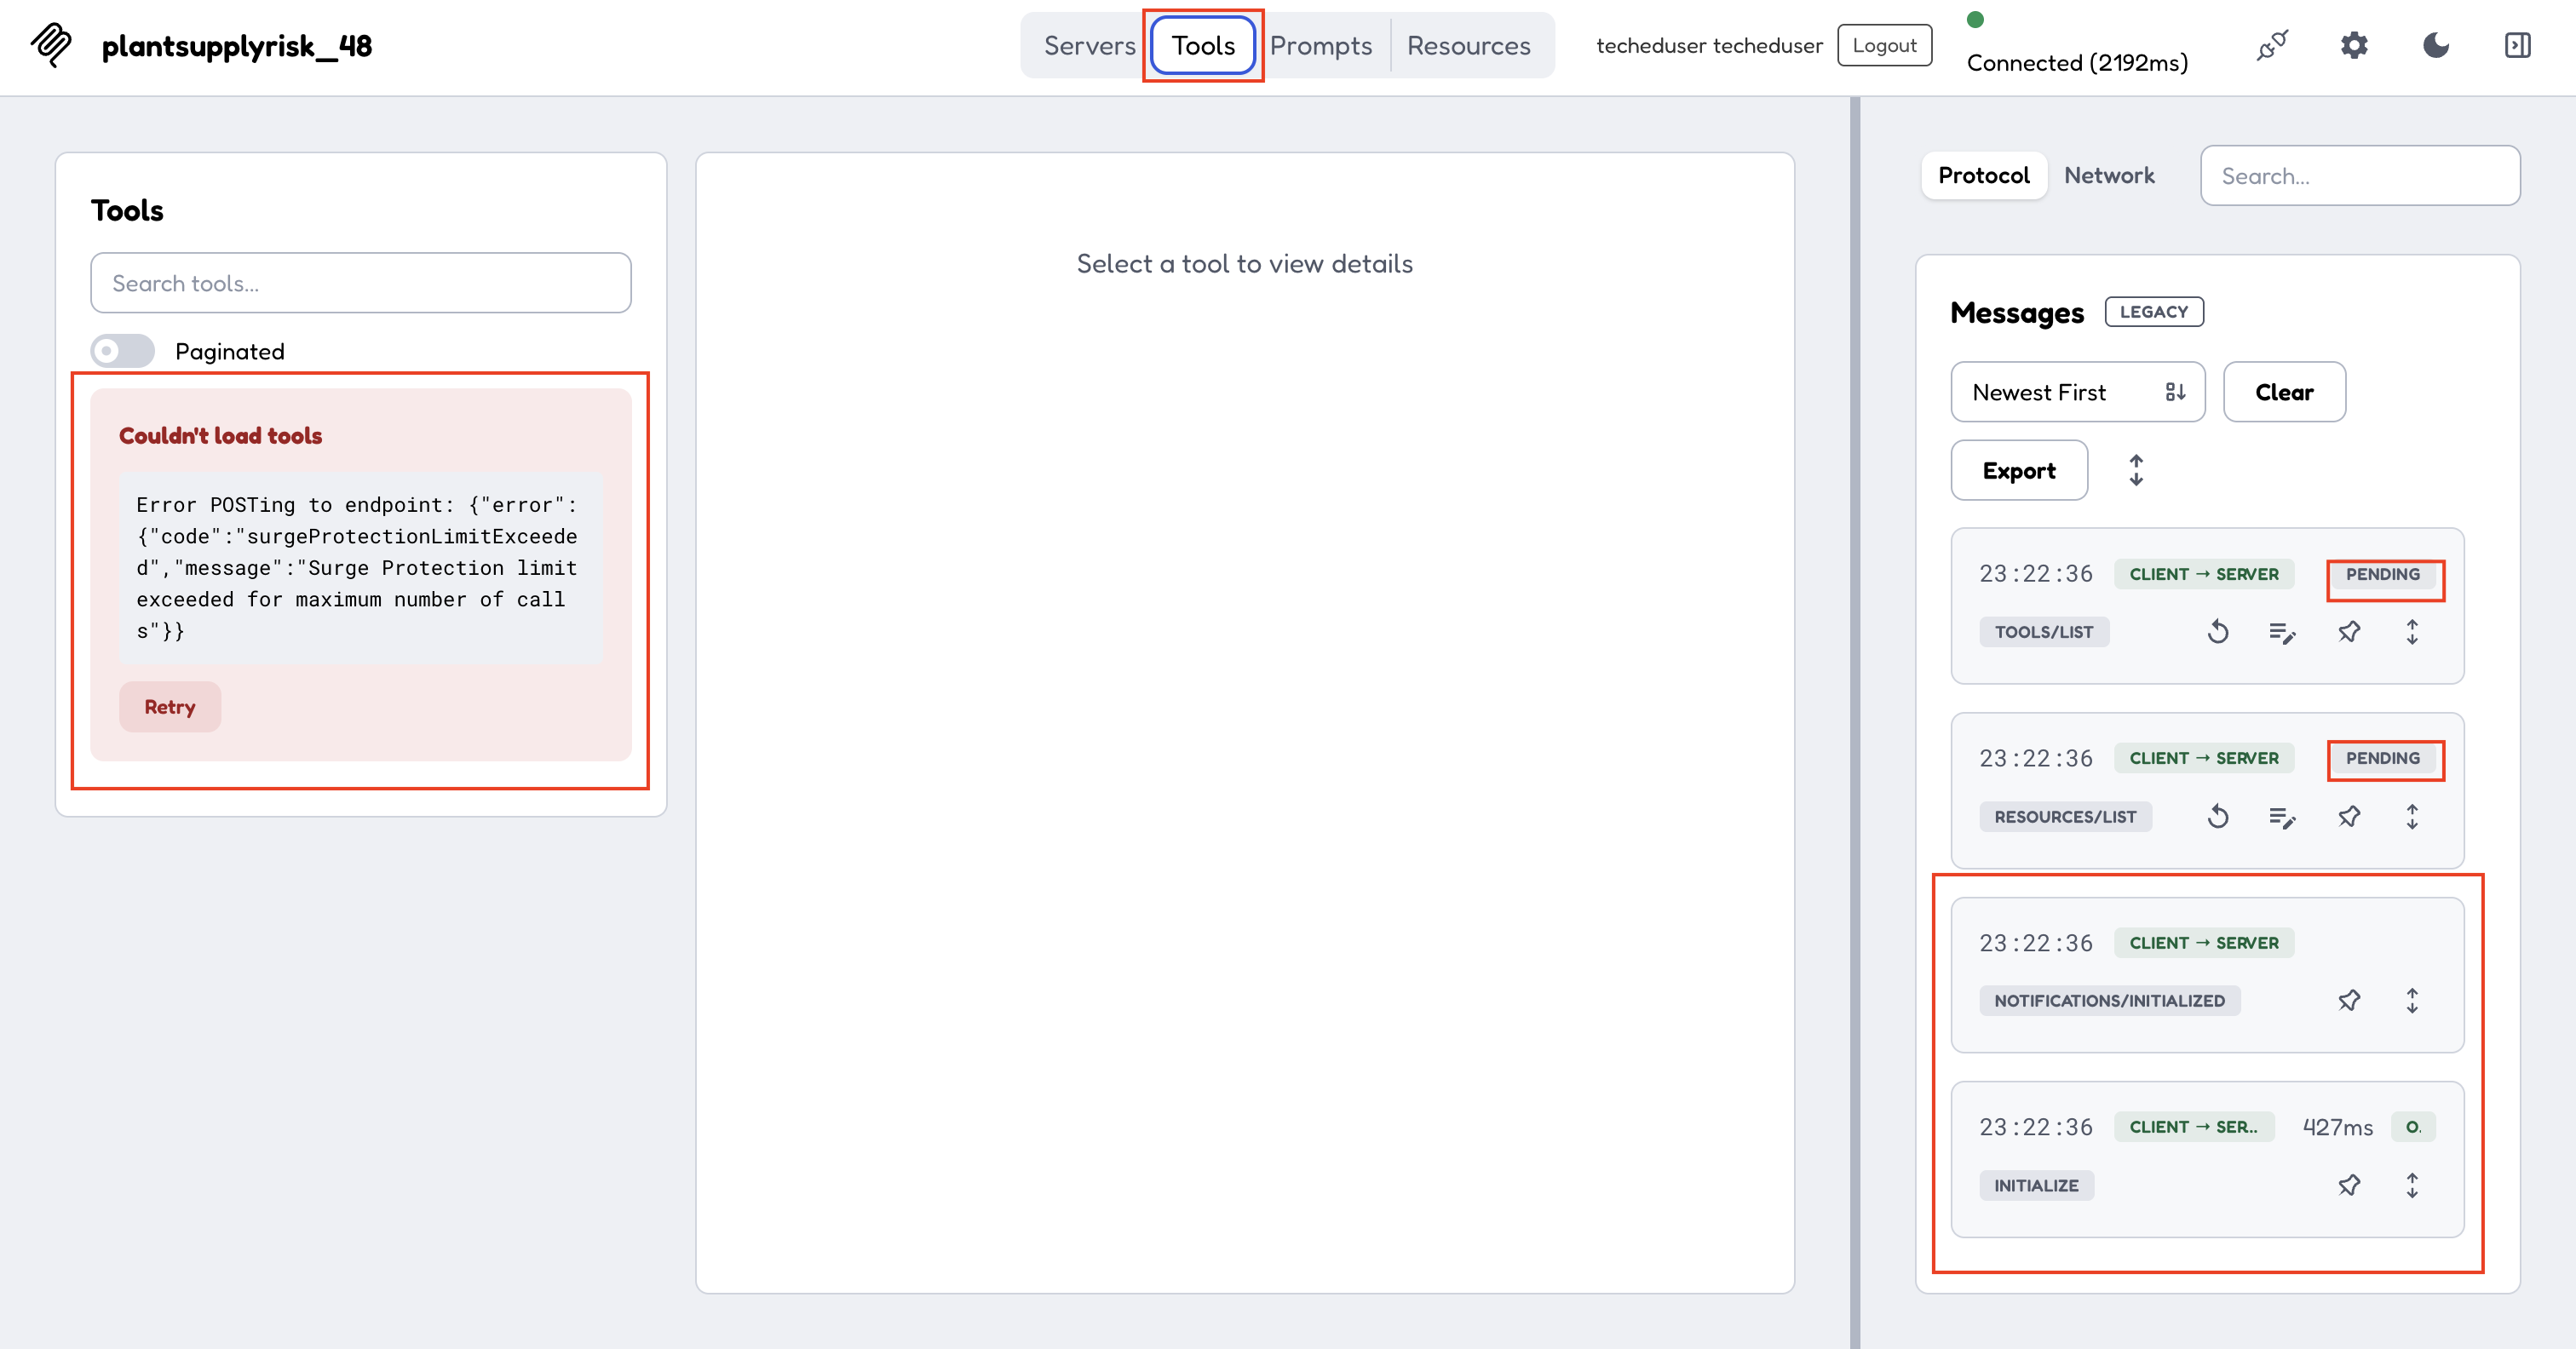 plantsupplyrisk_48
Servers
Tools
Prompts
Resources
techeduser techeduser
Logout
Connected (2192ms)
Tools
Search tools...
Paginated
Couldn't load tools
Error POSTing to endpoint: {"error":
{"code":"surgeProtectionLimitExceede
d","message":"Surge Protection limit
exceeded for maximum number of call
s"}}
Retry
Select a tool to view details
Protocol
Network
Search...
Messages
LEGACY
Newest First
Clear
Export
23:22:36 CLIENT → SERVER PENDING
TOOLS/LIST
23:22:36 CLIENT → SERVER PENDING
RESOURCES/LIST
23:22:36 CLIENT → SERVER
NOTIFICATIONS/INITIALIZED
23:22:36 CLIENT → SER... 427ms O.
INITIALIZE